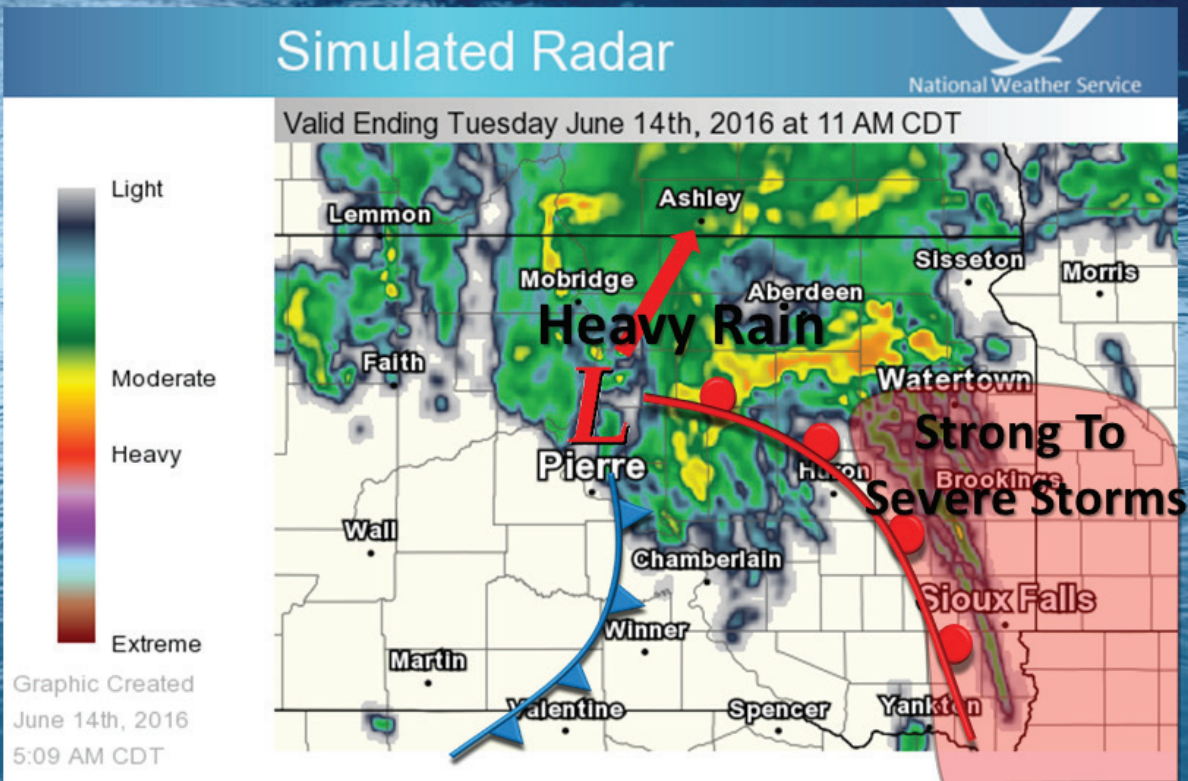 Simulated Radar
National Weather Service
Valid Ending Tuesday June 14th, 2016 at 11 AM CDT
Light
Moderate
Heavy
Extreme
Graphic Created
June 14th, 2016
5:09 AM CDT
Lemmon
Ashley
Mobridge
Sisseton
Morris
Aberdeen
Heavy Rain
Faith
Watertown
L
Pierre
Huron
Strong To
Brookings
Severe Storms
Wall
Chamberlain
Sioux Falls
Winner
Martin
Valentine
Spencer
Yankton